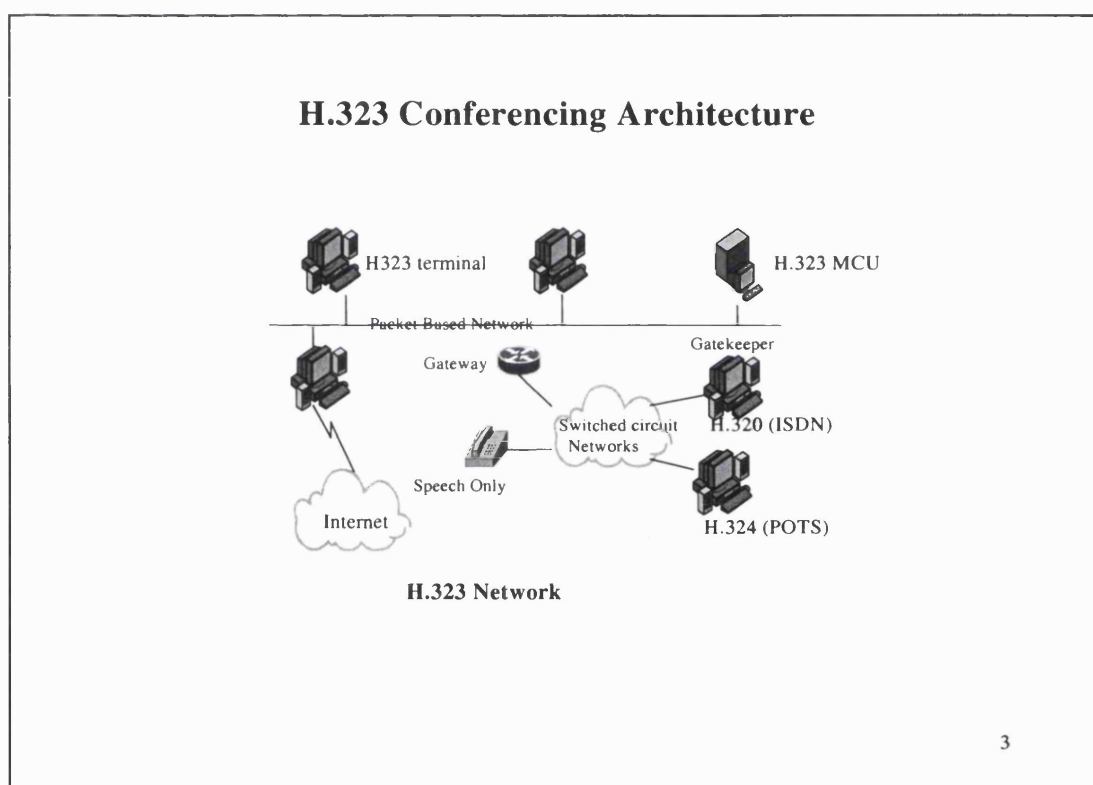 H.323 Conferencing Architecture
H323 terminal
H.323 MCU
Packet Based Network
Gatekeeper
Gateway
Switched circuit
Networks
H.320 (ISDN)
Speech Only
Internet
H.324 (POTS)
H.323 Network
3